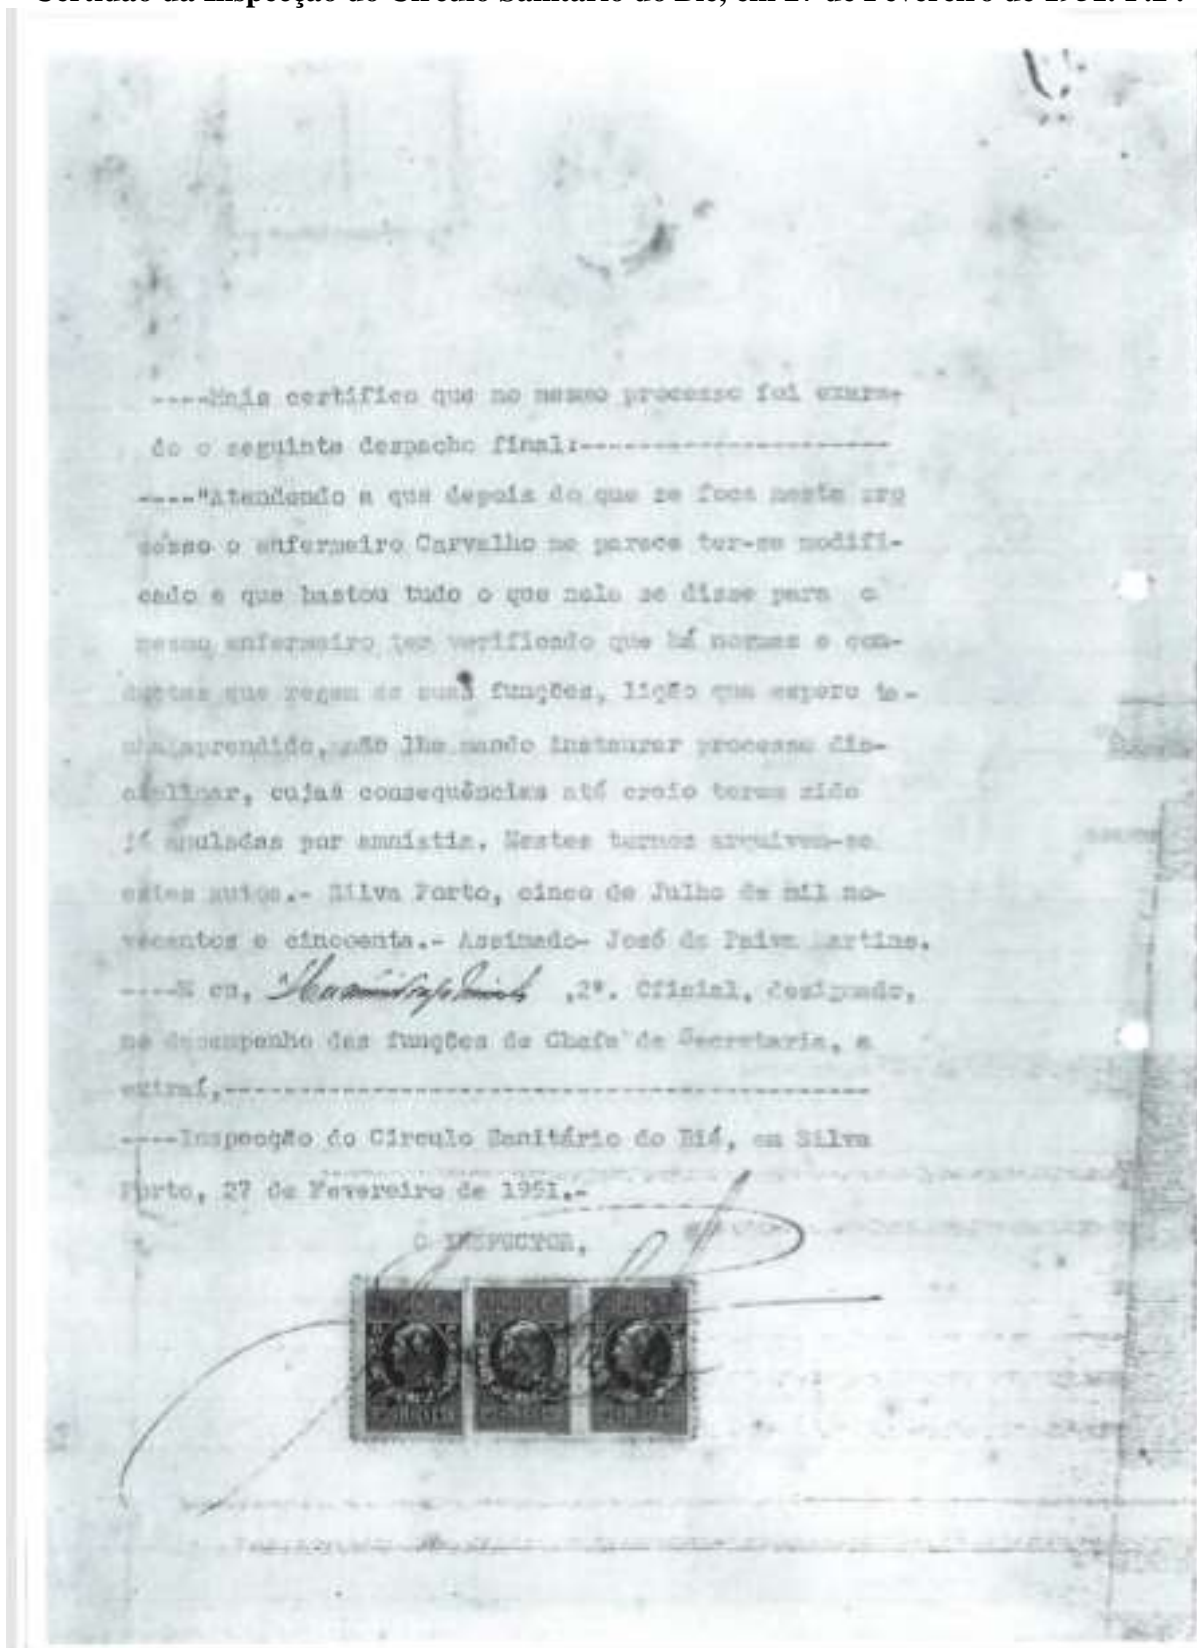 Certidão da Inspecção do Círculo Sanitário do Bié, em 27 de Fevereiro de 1951. P.2.
----Mais certifico que no mesmo processo foi exara-
do o seguinte despacho final:----------------------
----"Atendendo a que depois do que se foca neste pro
cesso o enfermeiro Carvalho me parece ter-se modifi-
cado e que bastou tudo o que nele se disse para o
mesmo enfermeiro ter verificado que há normas e con-
ductas que regem as suas funções, lição que espero te-
nha aprendido, não lhe mando instaurar processo dis-
ciplinar, cujas consequências até creio terem sido
já anuladas por amnistia. Nestes termos arquivem-se
estes autos.- Silva Porto, cinco de Julho de mil no-
vecentos e cincoenta.- Assinado- José de Paiva Martins.
----E eu, ,2º. Oficial, designado,
no desempenho das funções de Chefe de Secretaria, a
extraí,--------------------------------------------
----Inspecção do Círculo Sanitário do Bié, em Silva
Porto, 27 de Fevereiro de 1951.-
O INSPECTOR,